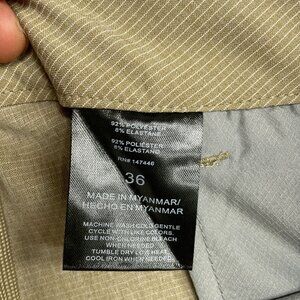 92% POLYESTER
8% ELASTANE
92% POLIÉSTER
8% ELASTANO
RN# 147446
36
MADE IN MYANMAR/
HECHO EN MYANMAR
MACHINE WASH COLD GENTLE
CYCLE WITH LIKE COLORS.
USE NON-CHLORINE BLEACH
WHEN NEEDED.
TUMBLE DRY LOW HEAT.
COOL IRON WHEN NEEDED.